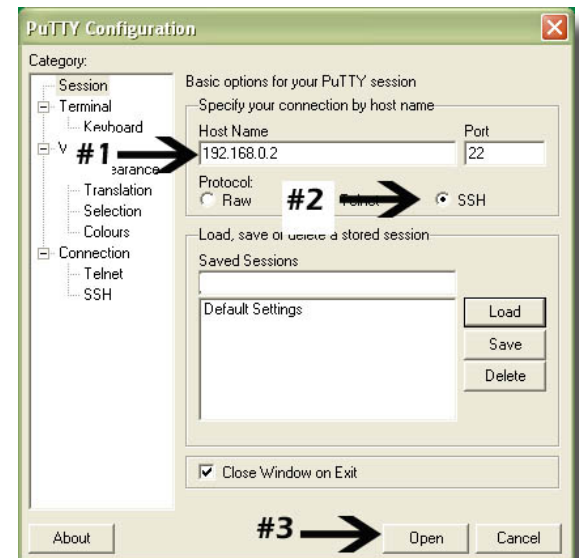 PuTTY Configuration
Category:
Session
Terminal
Keyboard
Translation
Selection
Colours
Connection
Telnet
SSH
Basic options for your PuTTY session
Specify your connection by host name
Host Name
Port
#1
192.168.0.2
22
Protocol:
Raw
#2
Telnet
SSH
Load, save or delete a stored session
Saved Sessions
Default Settings
Load
Save
Delete
Close Window on Exit
About
#3
Open
Cancel